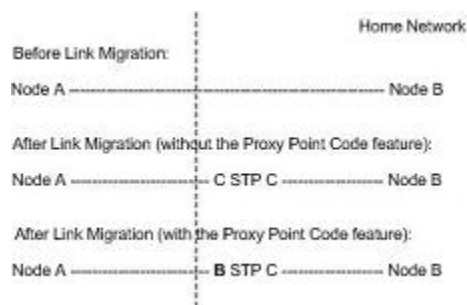 Home Network
Before Link Migration:
Node A ------------------------------------------------ Node B
After Link Migration (without the Proxy Point Code feature):
Node A --------------------- C STP C --------------- Node B
After Link Migration (with the Proxy Point Code feature):
Node A --------------------- B STP C --------------- Node B